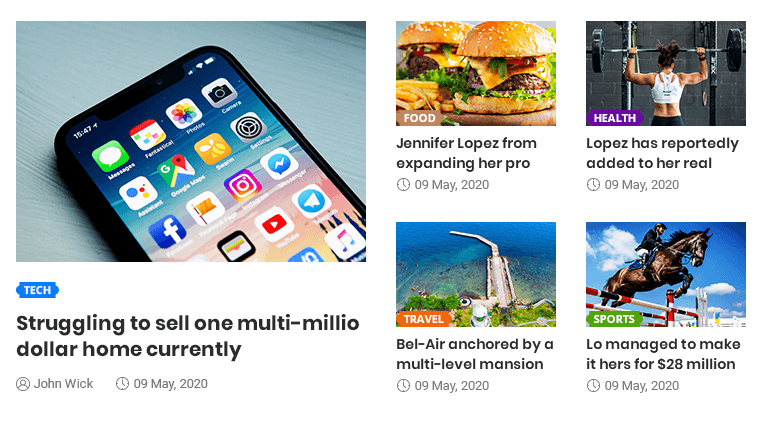 15:47
Messages
Fantastical
Photos
Camera
Assistant
Google Maps
Swarm
Settings
Facebook
Instagram
Messenger
YouTube
TECH
Struggling to sell one multi-millio
dollar home currently
John Wick 09 May, 2020
FOOD
Jennifer Lopez from
expanding her pro
09 May, 2020
HEALTH
Lopez has reportedly
added to her real
09 May, 2020
TRAVEL
Bel-Air anchored by a
multi-level mansion
09 May, 2020
SPORTS
Lo managed to make
it hers for $28 million
09 May, 2020